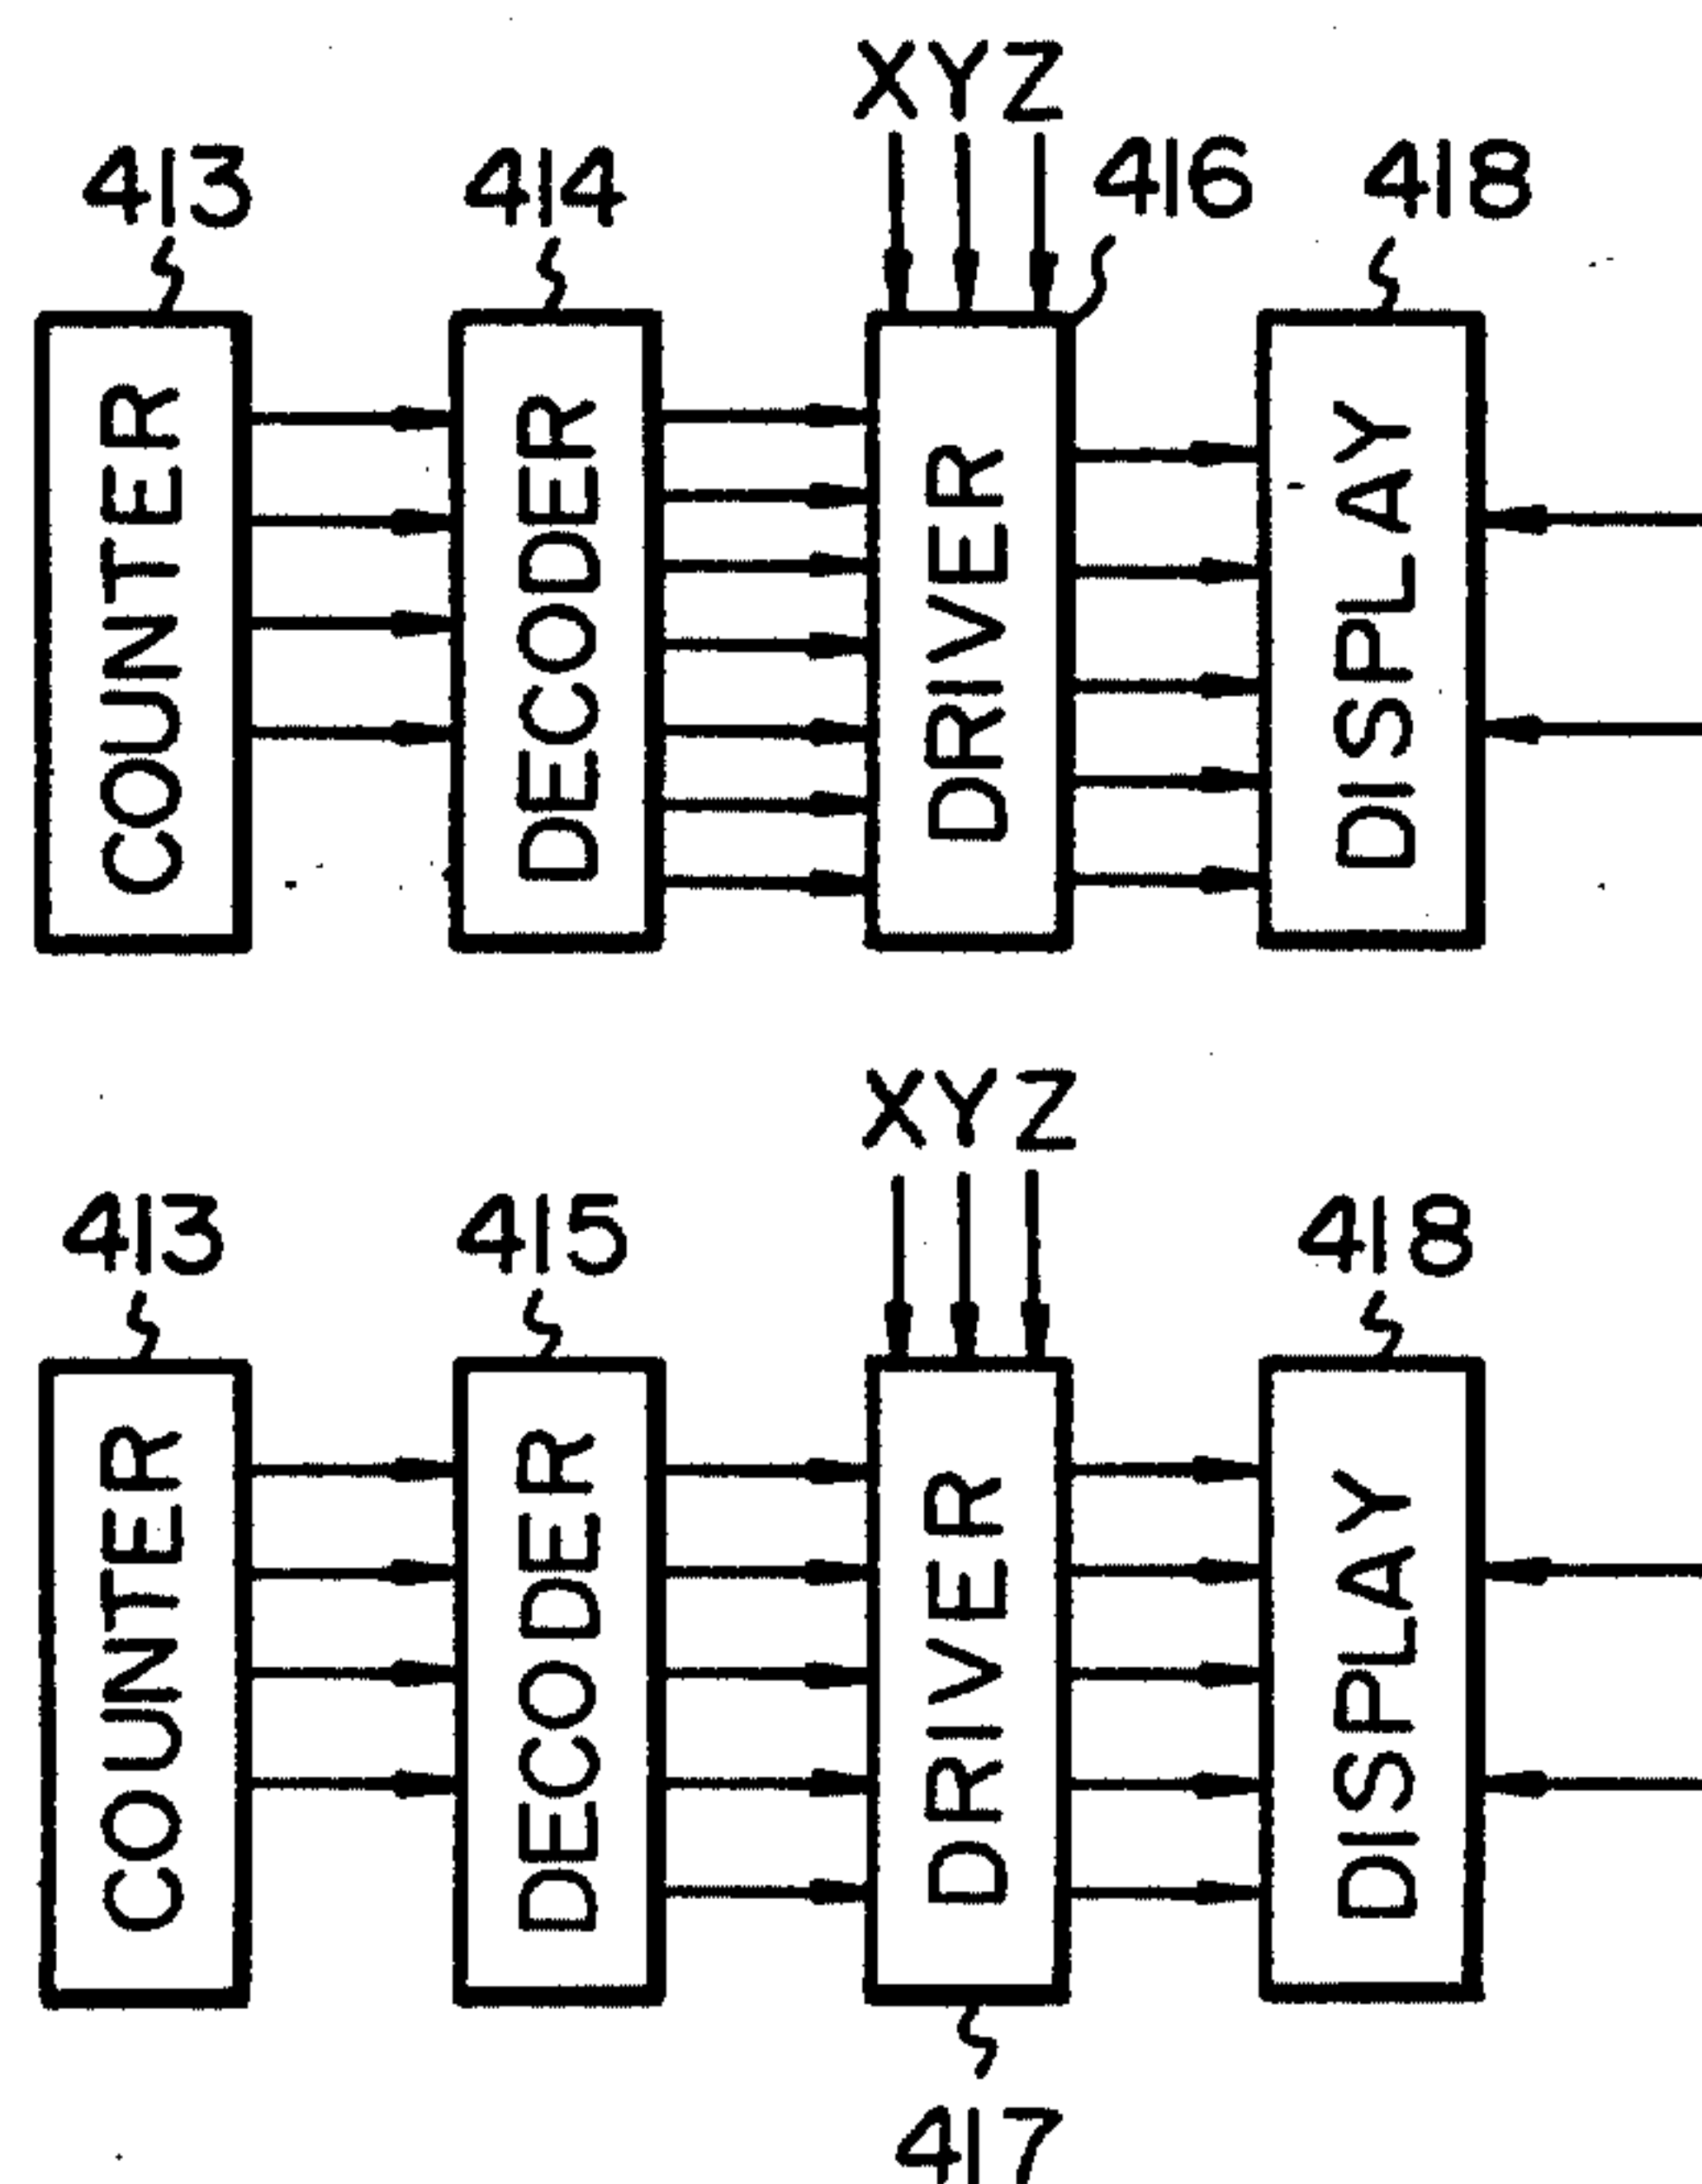 XYZ
413
414
416
418
COUNTER
DECODER
DRIVER
DISPLAY
XYZ
413
415
418
COUNTER
DECODER
DRIVER
DISPLAY
417